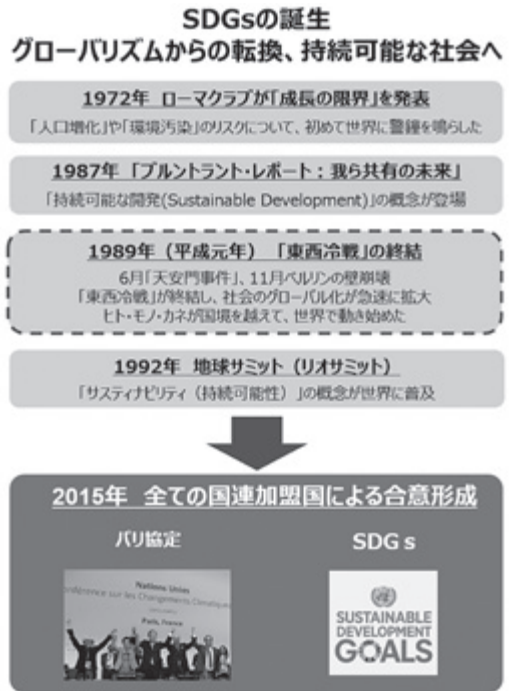 SDGsの誕生
グローバリズムからの転換、持続可能な社会へ
1972年 ローマクラブが「成長の限界」を発表
「人口増化」や「環境汚染」のリスクについて、初めて世界に警鐘を鳴らした
1987年 「ブルントラント・レポート：我ら共有の未来」
「持続可能な開発(Sustainable Development)」の概念が登場
1989年（平成元年）「東西冷戦」の終結
6月「天安門事件」、11月ベルリンの壁崩壊
「東西冷戦」が終結し、社会のグローバル化が急速に拡大
ヒト・モノ・カネが国境を越えて、世界で動き始めた
1992年 地球サミット（リオサミット）
「サスティナビリティ（持続可能性）」の概念が世界に普及
2015年 全ての国連加盟国による合意形成
パリ協定
SDGｓ
Nations Unies
onférence sur les Changements Climatique
Paris, France
SUSTAINABLE
DEVELOPMENT
GOALS